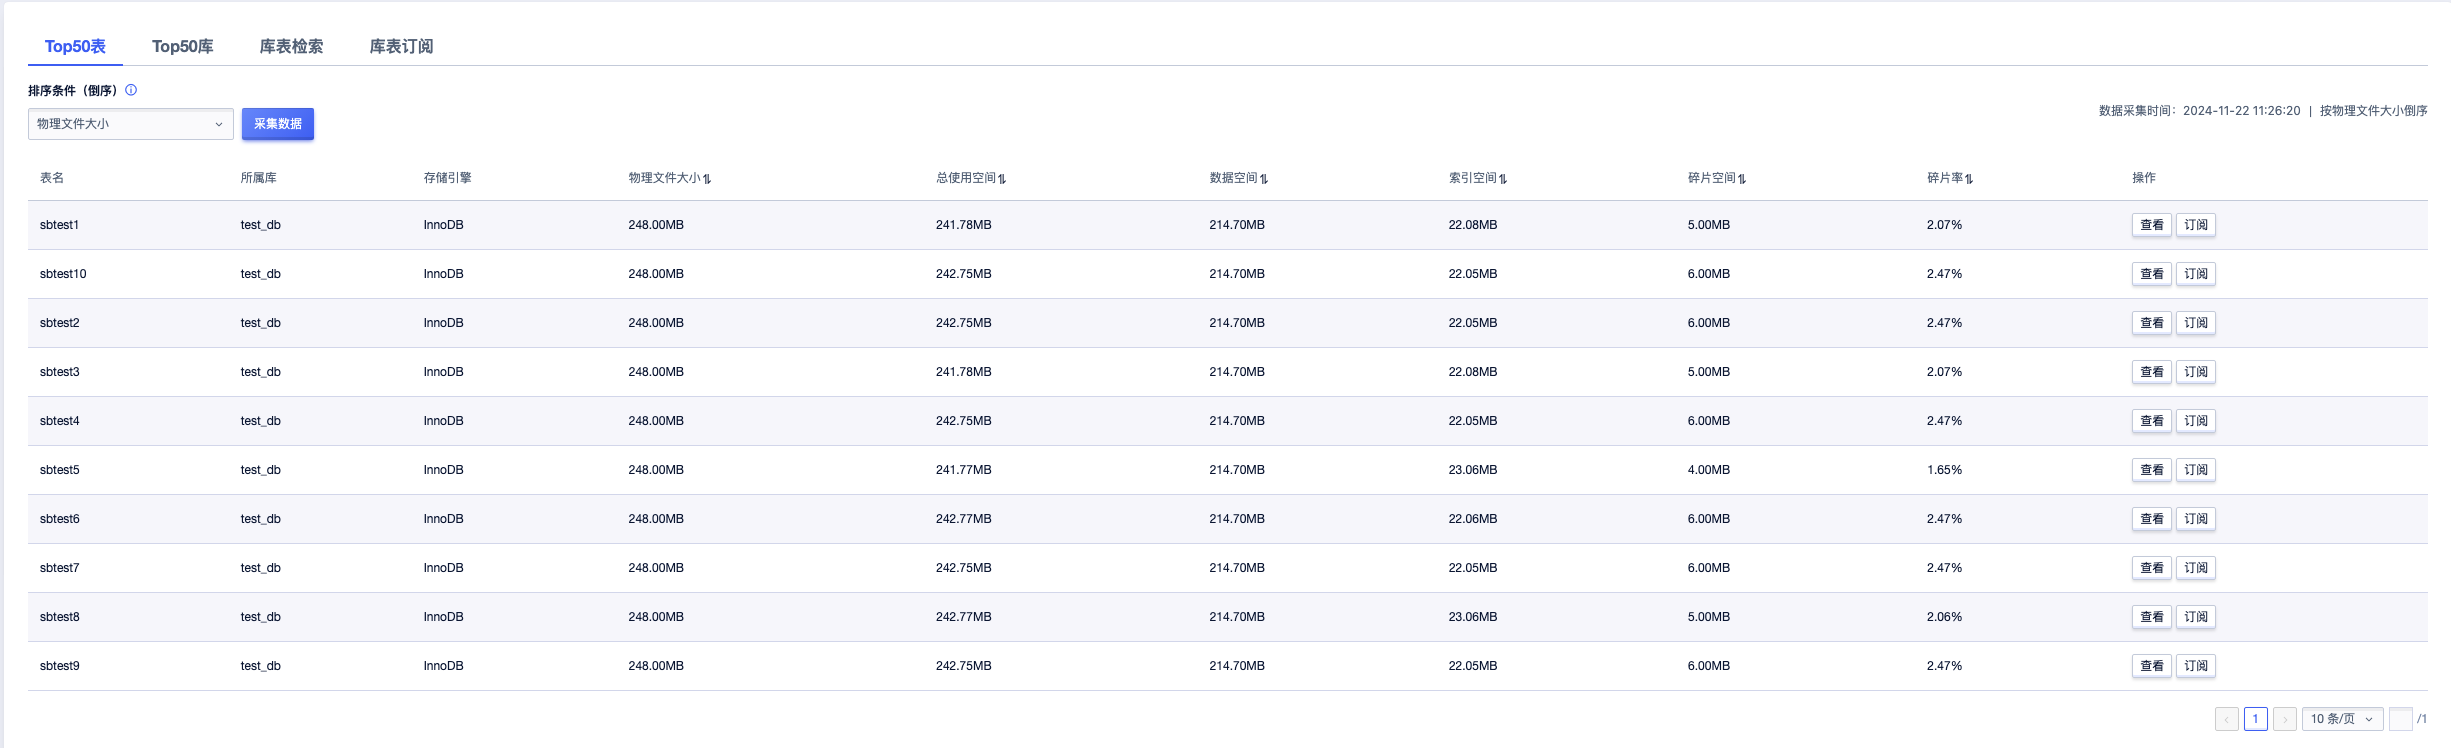 Top50表 Top50库 库表检索 库表订阅
排序条件（倒序）
物理文件大小 采集数据 数据采集时间：2024-11-22 11:26:20 | 按物理文件大小倒序
表名 所属库 存储引擎 物理文件大小 总使用空间 数据空间 索引空间 碎片空间 碎片率 操作
sbtest1 test_db InnoDB 248.00MB 241.78MB 214.70MB 22.08MB 5.00MB 2.07% 查看 订阅
sbtest10 test_db InnoDB 248.00MB 242.75MB 214.70MB 22.05MB 6.00MB 2.47% 查看 订阅
sbtest2 test_db InnoDB 248.00MB 242.75MB 214.70MB 22.05MB 6.00MB 2.47% 查看 订阅
sbtest3 test_db InnoDB 248.00MB 241.78MB 214.70MB 22.08MB 5.00MB 2.07% 查看 订阅
sbtest4 test_db InnoDB 248.00MB 242.75MB 214.70MB 22.05MB 6.00MB 2.47% 查看 订阅
sbtest5 test_db InnoDB 248.00MB 241.77MB 214.70MB 23.06MB 4.00MB 1.65% 查看 订阅
sbtest6 test_db InnoDB 248.00MB 242.77MB 214.70MB 22.06MB 6.00MB 2.47% 查看 订阅
sbtest7 test_db InnoDB 248.00MB 242.75MB 214.70MB 22.05MB 6.00MB 2.47% 查看 订阅
sbtest8 test_db InnoDB 248.00MB 242.77MB 214.70MB 23.06MB 5.00MB 2.06% 查看 订阅
sbtest9 test_db InnoDB 248.00MB 242.75MB 214.70MB 22.05MB 6.00MB 2.47% 查看 订阅
1 10 条/页 /1